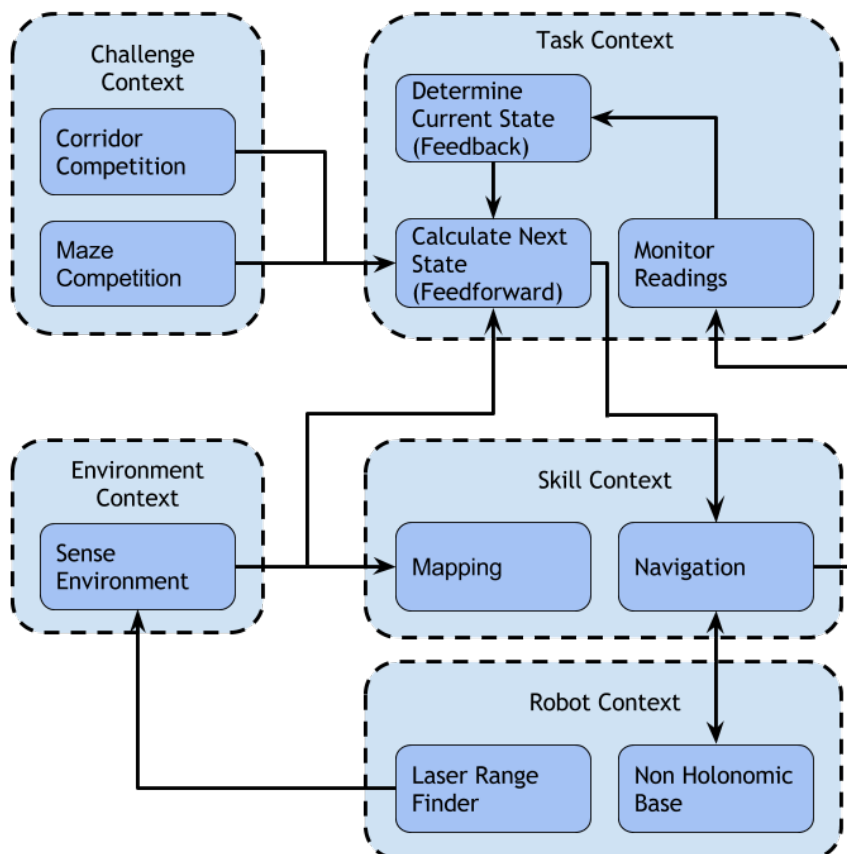 Challenge
Context
Corridor
Competition
Maze
Competition
Task Context
Determine
Current State
(Feedback)
Calculate Next
State
(Feedforward)
Monitor
Readings
Environment
Context
Sense
Environment
Skill Context
Mapping
Navigation
Robot Context
Laser Range
Finder
Non Holonomic
Base